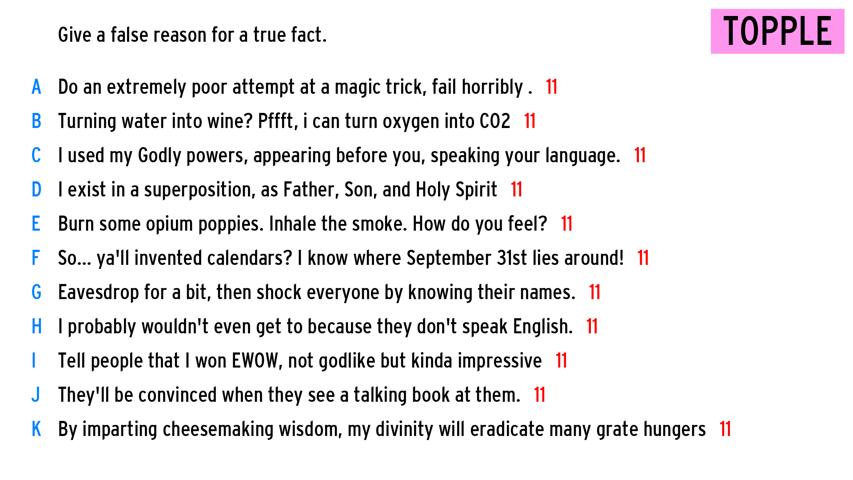 Give a false reason for a true fact.
TOPPLE
A Do an extremely poor attempt at a magic trick, fail horribly . 11
B Turning water into wine? Pffft, i can turn oxygen into CO2 11
C I used my Godly powers, appearing before you, speaking your language. 11
D I exist in a superposition, as Father, Son, and Holy Spirit 11
E Burn some opium poppies. Inhale the smoke. How do you feel? 11
F So... ya'll invented calendars? I know where September 31st lies around! 11
G Eavesdrop for a bit, then shock everyone by knowing their names. 11
H I probably wouldn't even get to because they don't speak English. 11
I Tell people that I won EWOW, not godlike but kinda impressive 11
J They'll be convinced when they see a talking book at them. 11
K By imparting cheesemaking wisdom, my divinity will eradicate many grate hungers 11